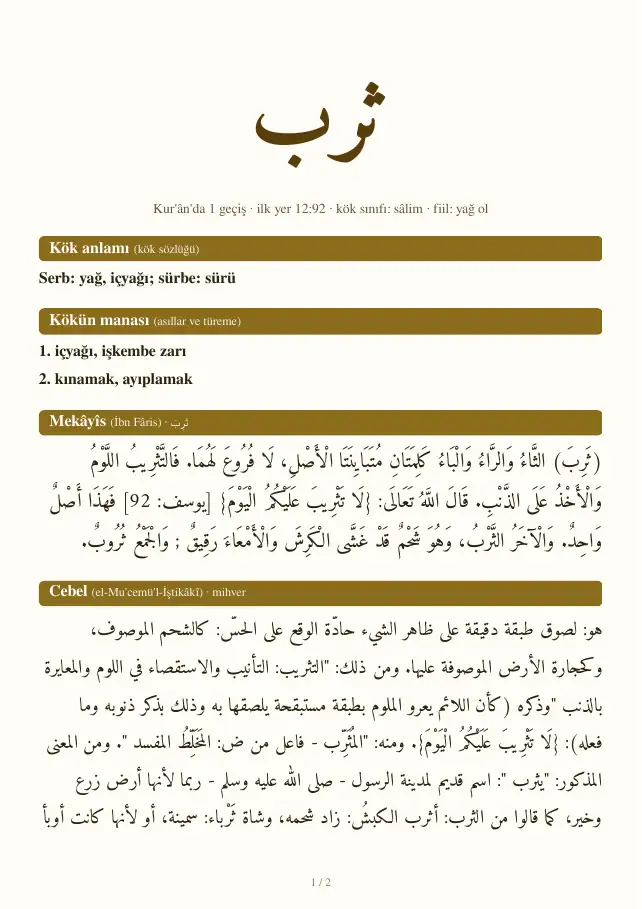 ثرب
Kur'ân'da 1 geçiş · ilk yer 12:92 · kök sınıfı: sâlim · fiil: yağ ol
Kök anlamı (kök sözlüğü)
Serb: yağ, içyağı; sürbe: sürü
Kökün manası (asıllar ve türeme)
1. içyağı, işkembe zarı
2. kınamak, ayıplamak
Mekâyîs (İbn Fâris) · ثَرِبَ
(ثَرِبَ) الثَّاءُ وَالرَّاءُ وَالْبَاءُ كَلِمَتَانِ مُتَبَايِنَتَا الْأَصْلِ، لَا فُرُوعَ لَهُمَا. فَالتَّثْرِيبُ اللَّوْمُ
وَالْأَخْذُ عَلَى الذَّنْبِ. قَالَ اللَّهُ تَعَالَى: {لَا تَثْرِيبَ عَلَيْكُمُ الْيَوْمَ} [يوسف: 92] فَهَذَا أَصْلٌ
وَاحِدٌ. وَالْآخَرُ الثَّرْبُ، وَهُوَ شَحْمٌ قَدْ غَشَّى الْكَرِشَ وَالْأَمْعَاءَ رَقِيقٌ ; وَالْجَمْعُ ثُرُوبٌ.
Cebel (el-Mu'cemü'l-İştikâkî) · mihver
هو: لصوق طبقة دقيقة على ظاهر الشيء حادّة الوقع على الحسّ: كالشحم الموصوف،
وكحجارة الأرض الموصوفة عليها. ومن ذلك: "التثريب: التأنيب والاستقصاء في اللوم والمعايرة
بالذنب "وذكره (كأن اللائم يعرو الملوم بطبقة مستبقحة يلصقها به وذلك بذكر ذنوبه وما
فعله): {لَا تَثْرِيبَ عَلَيْكُمُ الْيَوْمَ}. ومنه: "المُثَرِّب - فاعل من ض: المُخَلِّطُ المفسد ". ومن المعنى
المذكور: "يثرب ": اسم قديم لمدينة الرسول - صلى الله عليه وسلم - ربما لأنها أرض زرع
وخير، كما قالوا من الثرب: أثرب الكبشُ: زاد شحمه، وشاة ثَرْباء: سمينة، أو لأنها كانت أوبأ
1 / 2